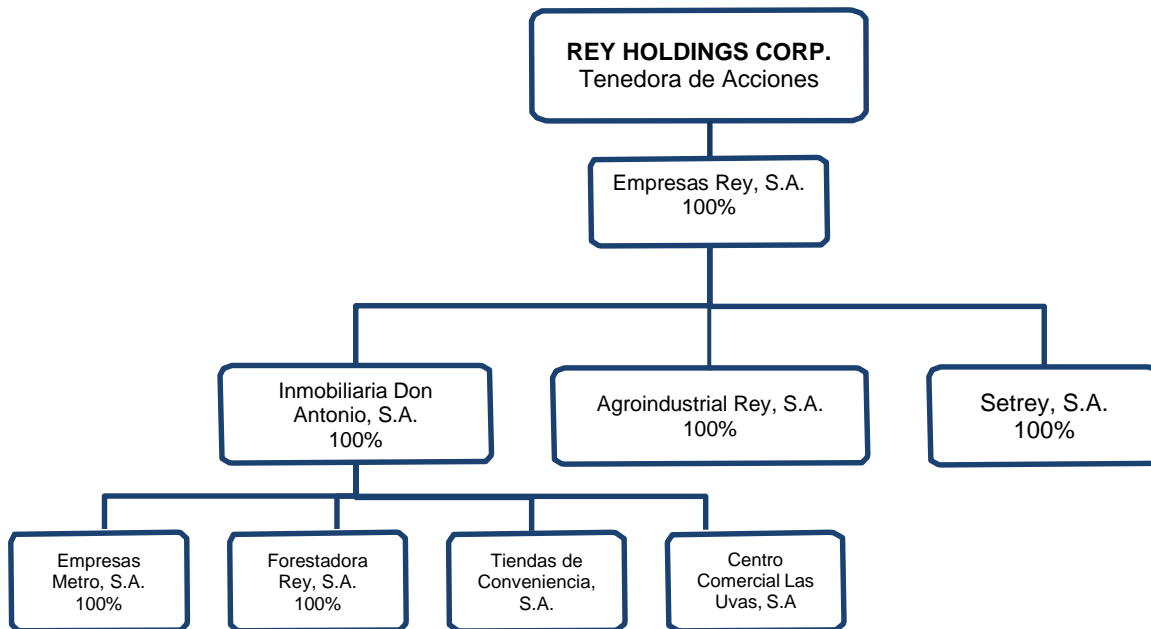 REY HOLDINGS CORP.
Tenedora de Acciones
Empresas Rey, S.A.
100%
Inmobiliaria Don
Antonio, S.A.
100%
Agroindustrial Rey, S.A.
100%
Setrey, S.A.
100%
Empresas
Metro, S.A.
100%
Forestadora
Rey, S.A.
100%
Tiendas de
Conveniencia,
S.A.
Centro
Comercial Las
Uvas, S.A